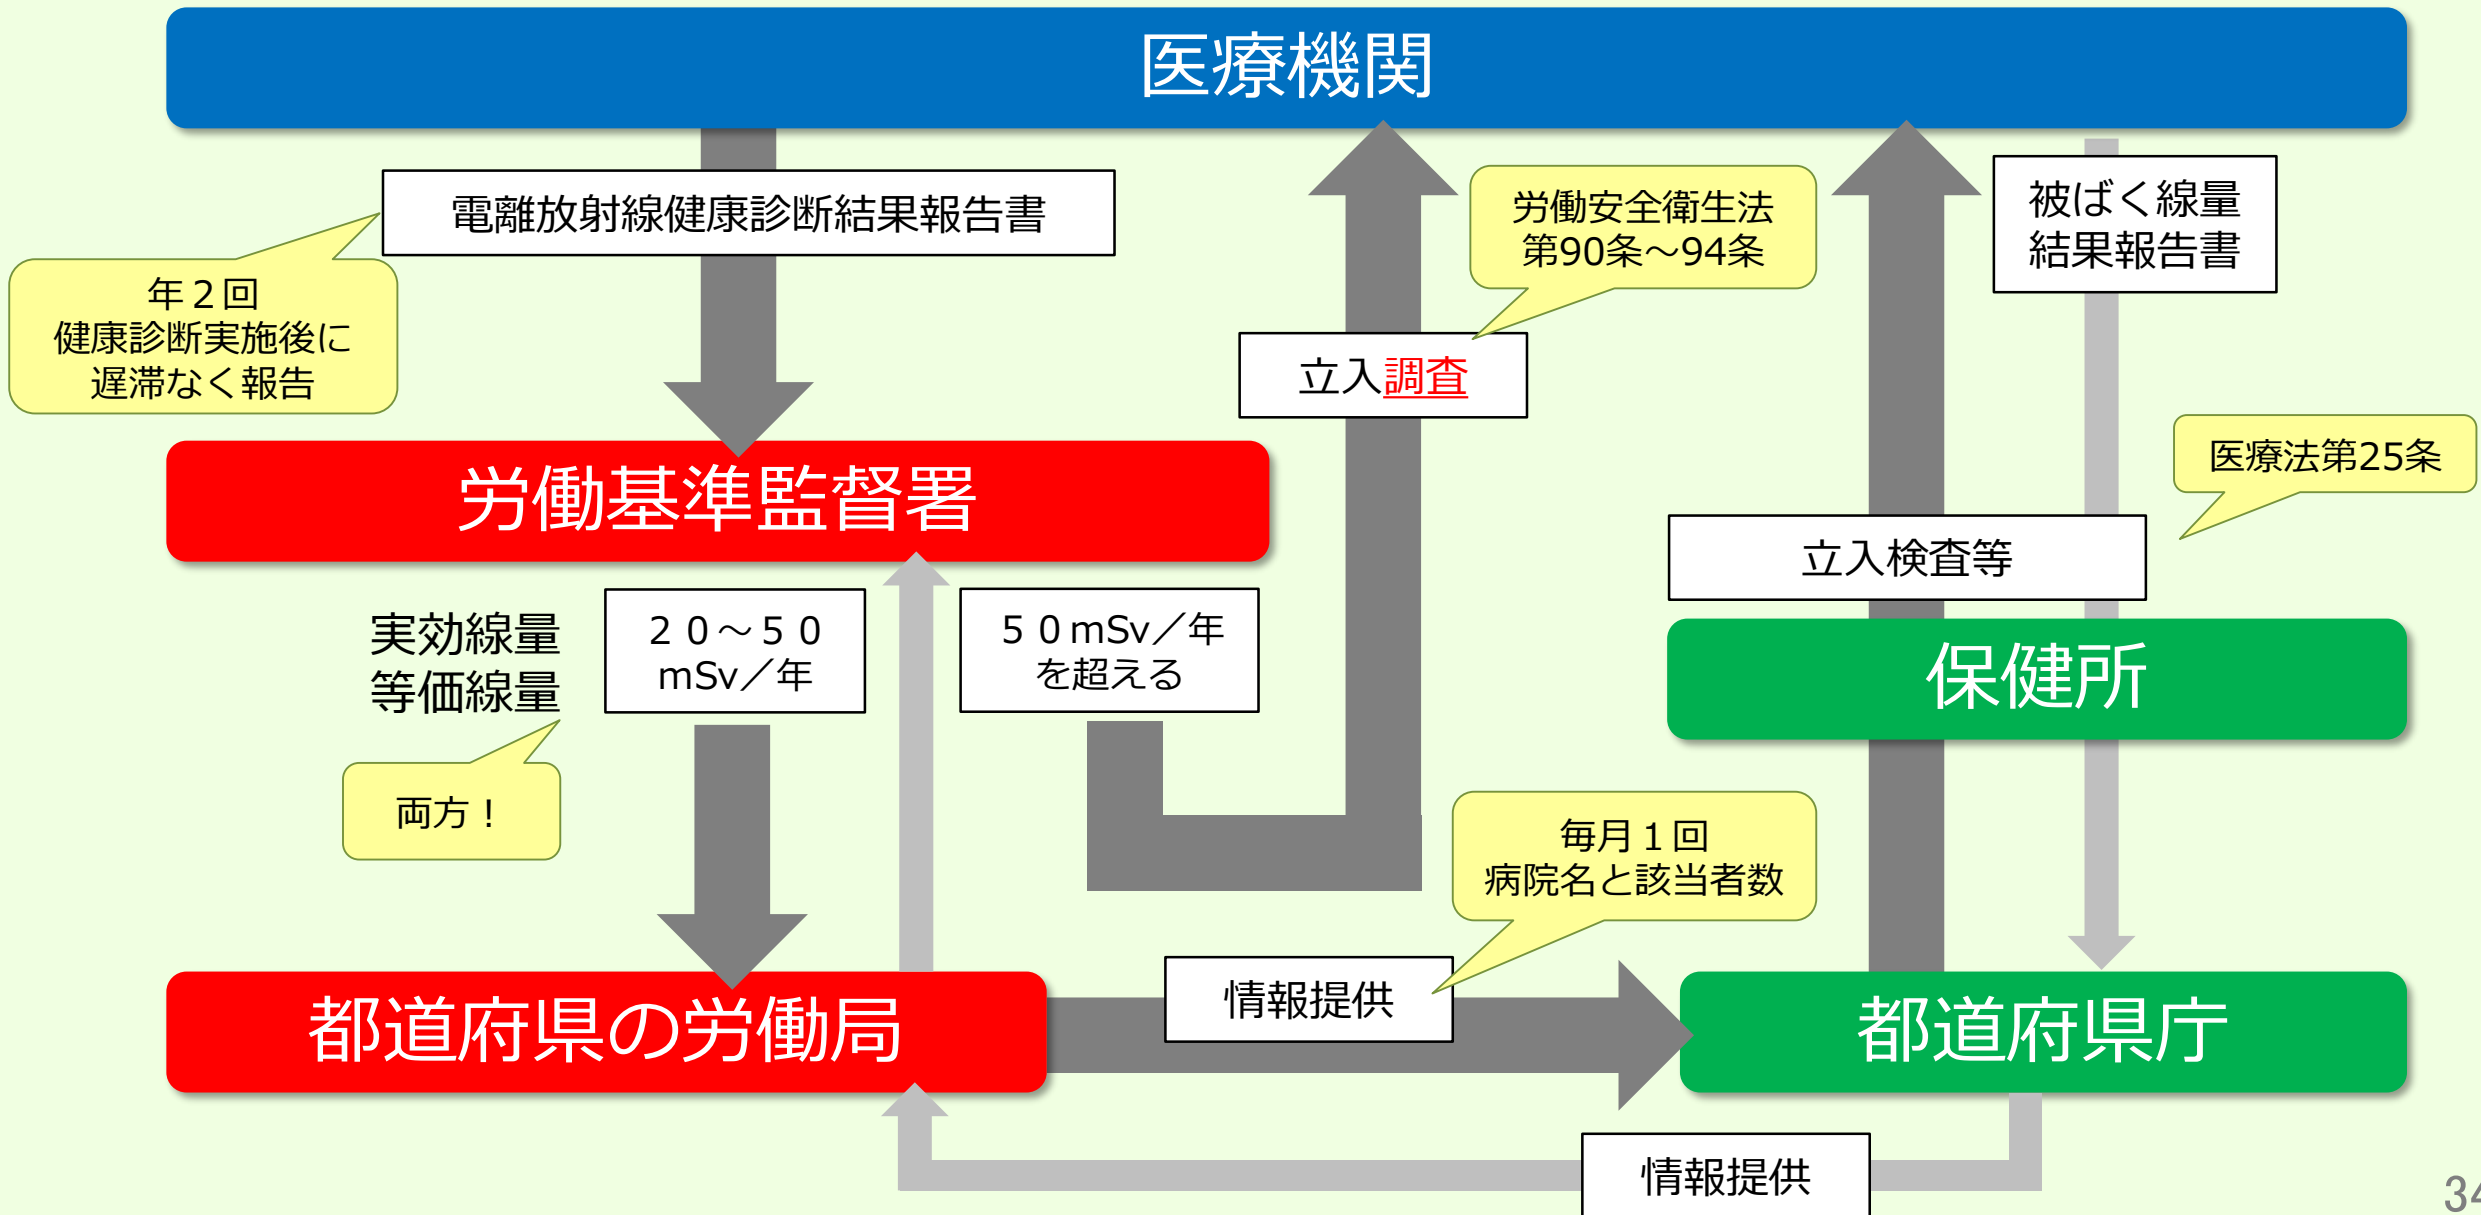 医療機関
電離放射線健康診断結果報告書
年２回
健康診断実施後に
遅滞なく報告
労働安全衛生法
第90条～94条
立入調査
被ばく線量
結果報告書
医療法第25条
労働基準監督署
立入検査等
実効線量
等価線量
２０～５０
mSv／年
５０mSv／年
を超える
保健所
両方！
毎月１回
病院名と該当者数
情報提供
都道府県の労働局
都道府県庁
情報提供
34